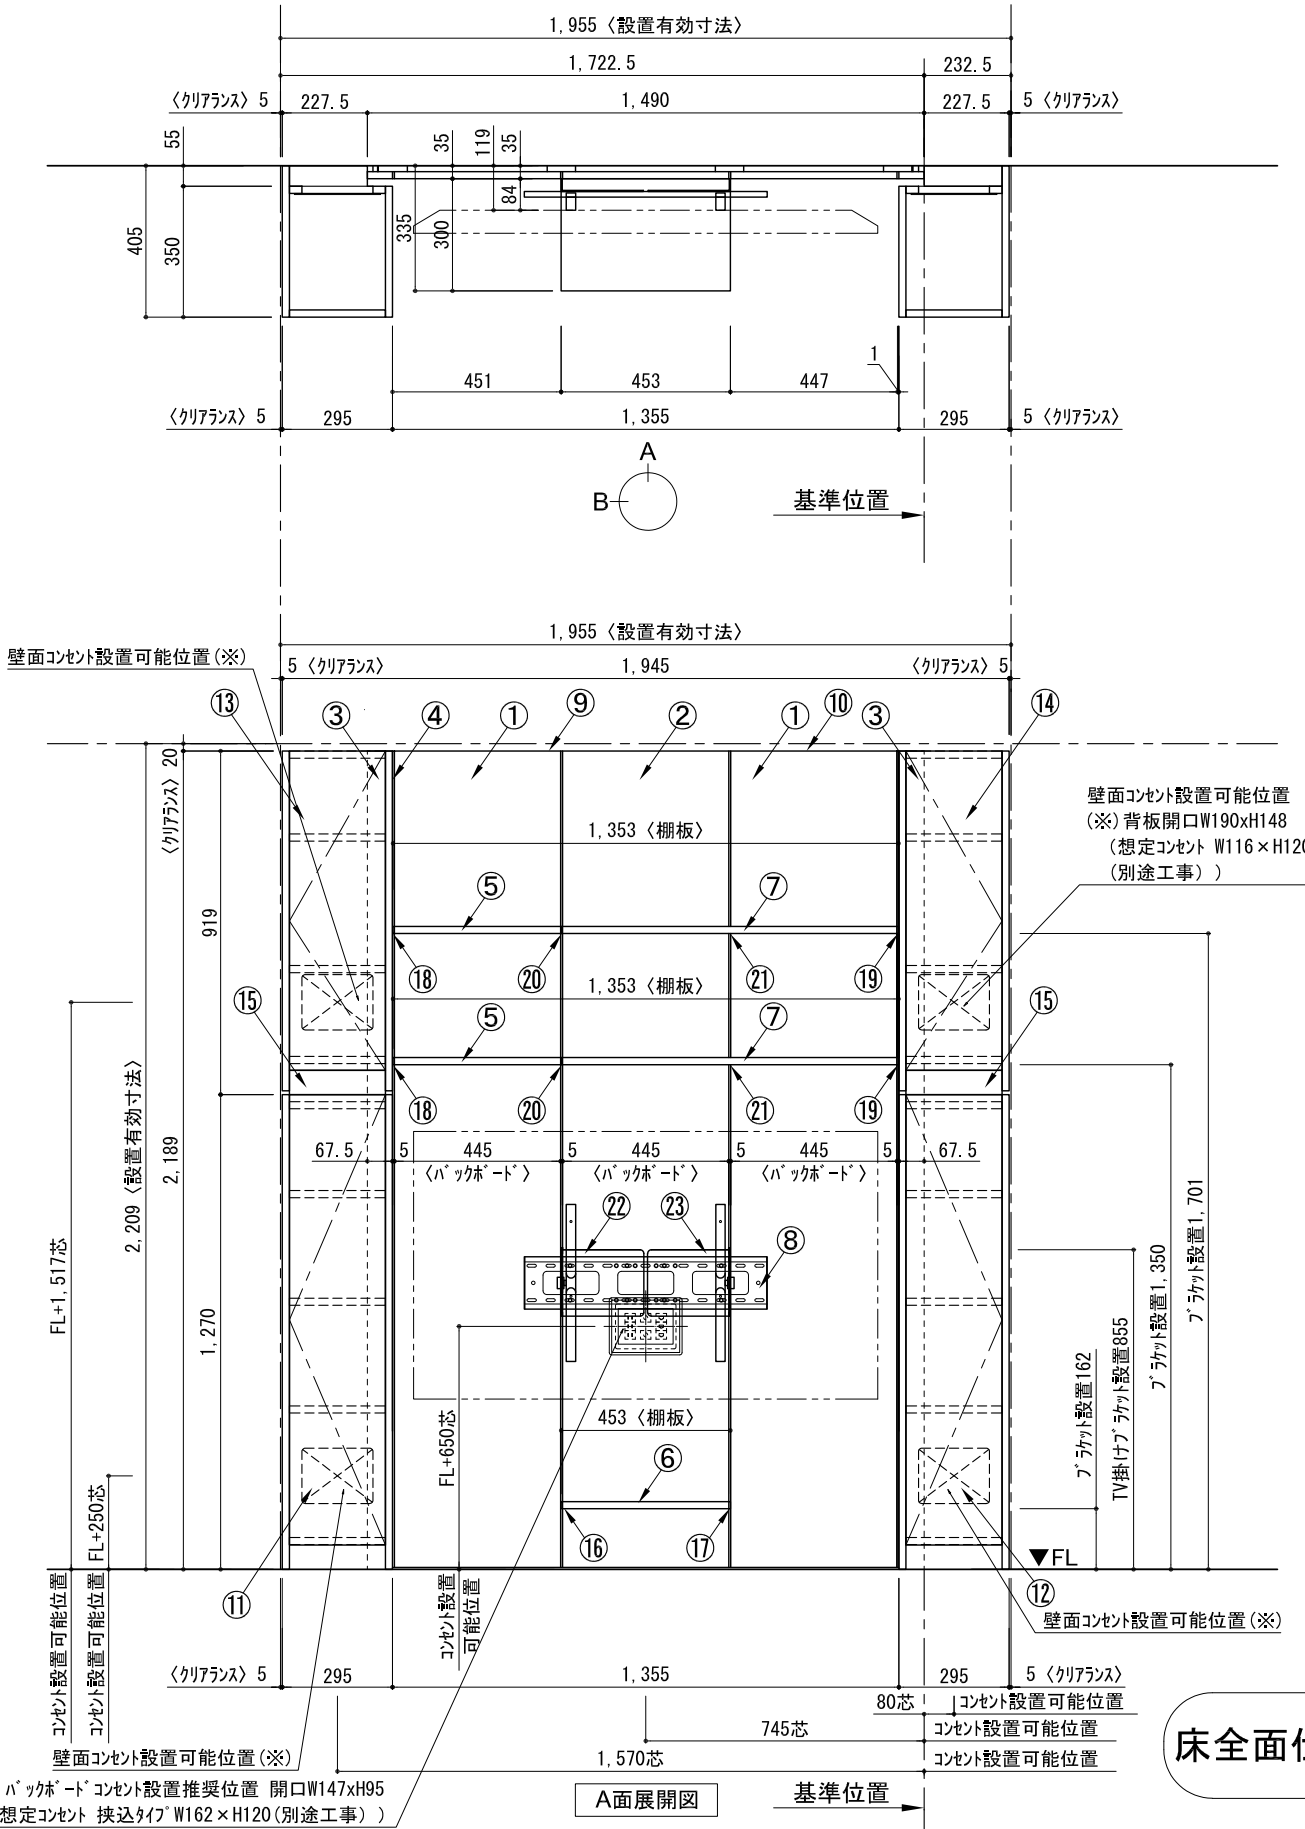 1,955〈設置有効寸法〉
1,722.5
232.5
〈クリアランス〉5
227.5
1,490
227.5
5〈クリアランス〉
55
35
119
35
84
405
350
335
300
1
451
453
447
〈クリアランス〉5
295
1,355
295
5〈クリアランス〉
A
B
基準位置
1,955〈設置有効寸法〉
壁面コンセント設置可能位置(※)
5〈クリアランス〉
1,945
〈クリアランス〉5
⑬
③
④
①
⑨
②
①
⑩
③
⑭
〈クリアランス〉20
壁面コンセント設置可能位置
(※)背板開口W190xH148
(想定コンセント W116×H120
(別途工事))
1,353〈棚板〉
⑤
⑦
919
⑱
⑳
㉑
⑲
1,353〈棚板〉
⑮
⑤
⑦
⑮
⑱
⑳
㉑
⑲
67.5
5
445
5
445
5
445
5
67.5
〈バックボード〉
〈バックボード〉
〈バックボード〉
㉒
㉓
⑧
FL+1,517芯
2,209〈設置有効寸法〉
2,189
1,270
ブラケット設置162
TV掛けブラケット設置855
ブラケット設置1,350
ブラケット設置1,701
FL+650芯
453〈棚板〉
⑥
FL+250芯
⑯
⑰
▼FL
⑪
⑫
コンセント設置可能位置
コンセント設置可能位置
コンセント設置
可能位置
壁面コンセント設置可能位置(※)
〈クリアランス〉5
295
1,355
295
5〈クリアランス〉
80芯
コンセント設置可能位置
745芯
コンセント設置可能位置
壁面コンセント設置可能位置(※)
1,570芯
コンセント設置可能位置
バックボードコンセント設置推奨位置 開口W147xH95
想定コンセント 挟込タイプW162×H120(別途工事))
A面展開図
基準位置
床全面